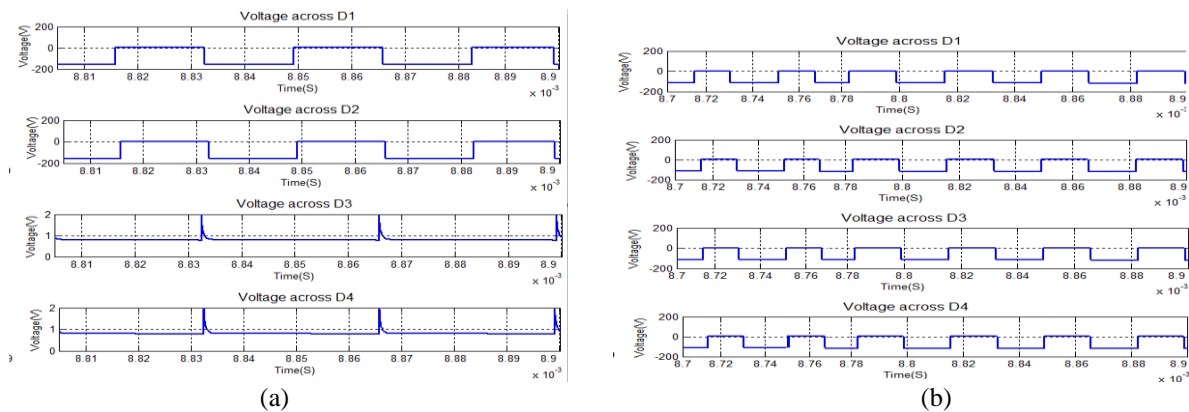 Voltage across D1
Voltage(V)
200
0
-200
8.81 8.82 8.83 8.84 8.85 8.86 8.87 8.88 8.9
Time(S)
x 10⁻³
Voltage across D2
Voltage(V)
200
0
-200
8.81 8.82 8.83 8.84 8.85 8.86 8.87 8.88 8.9
Time(S)
x 10⁻³
Voltage across D3
Voltage(V)
2
1
0
8.81 8.82 8.83 8.84 8.85 8.86 8.87 8.88 8.9
Time(S)
x 10⁻³
Voltage across D4
Voltage(V)
2
1
0
8.81 8.82 8.83 8.84 8.85 8.86 8.87 8.88 8.9
Time(S)
x 10⁻³
(a)
Voltage across D1
Voltage(V)
200
0
-200
8.7 8.72 8.74 8.76 8.78 8.8 8.82 8.84 8.86 8.88 8.9
Time(S)
Voltage across D2
Voltage(V)
200
0
-200
8.7 8.72 8.74 8.76 8.78 8.8 8.82 8.84 8.86 8.88 8.9
Time(S)
x 10⁻³
Voltage across D3
Voltage(V)
200
0
-200
8.7 8.72 8.74 8.76 8.78 8.8 8.82 8.84 8.86 8.88 8.9
Time(S)
x 10⁻³
Voltage across D4
Voltage(V)
200
0
-200
8.7 8.72 8.74 8.76 8.78 8.8 8.82 8.84 8.86 8.88 8.9
Time(S)
x 10⁻³
(b)